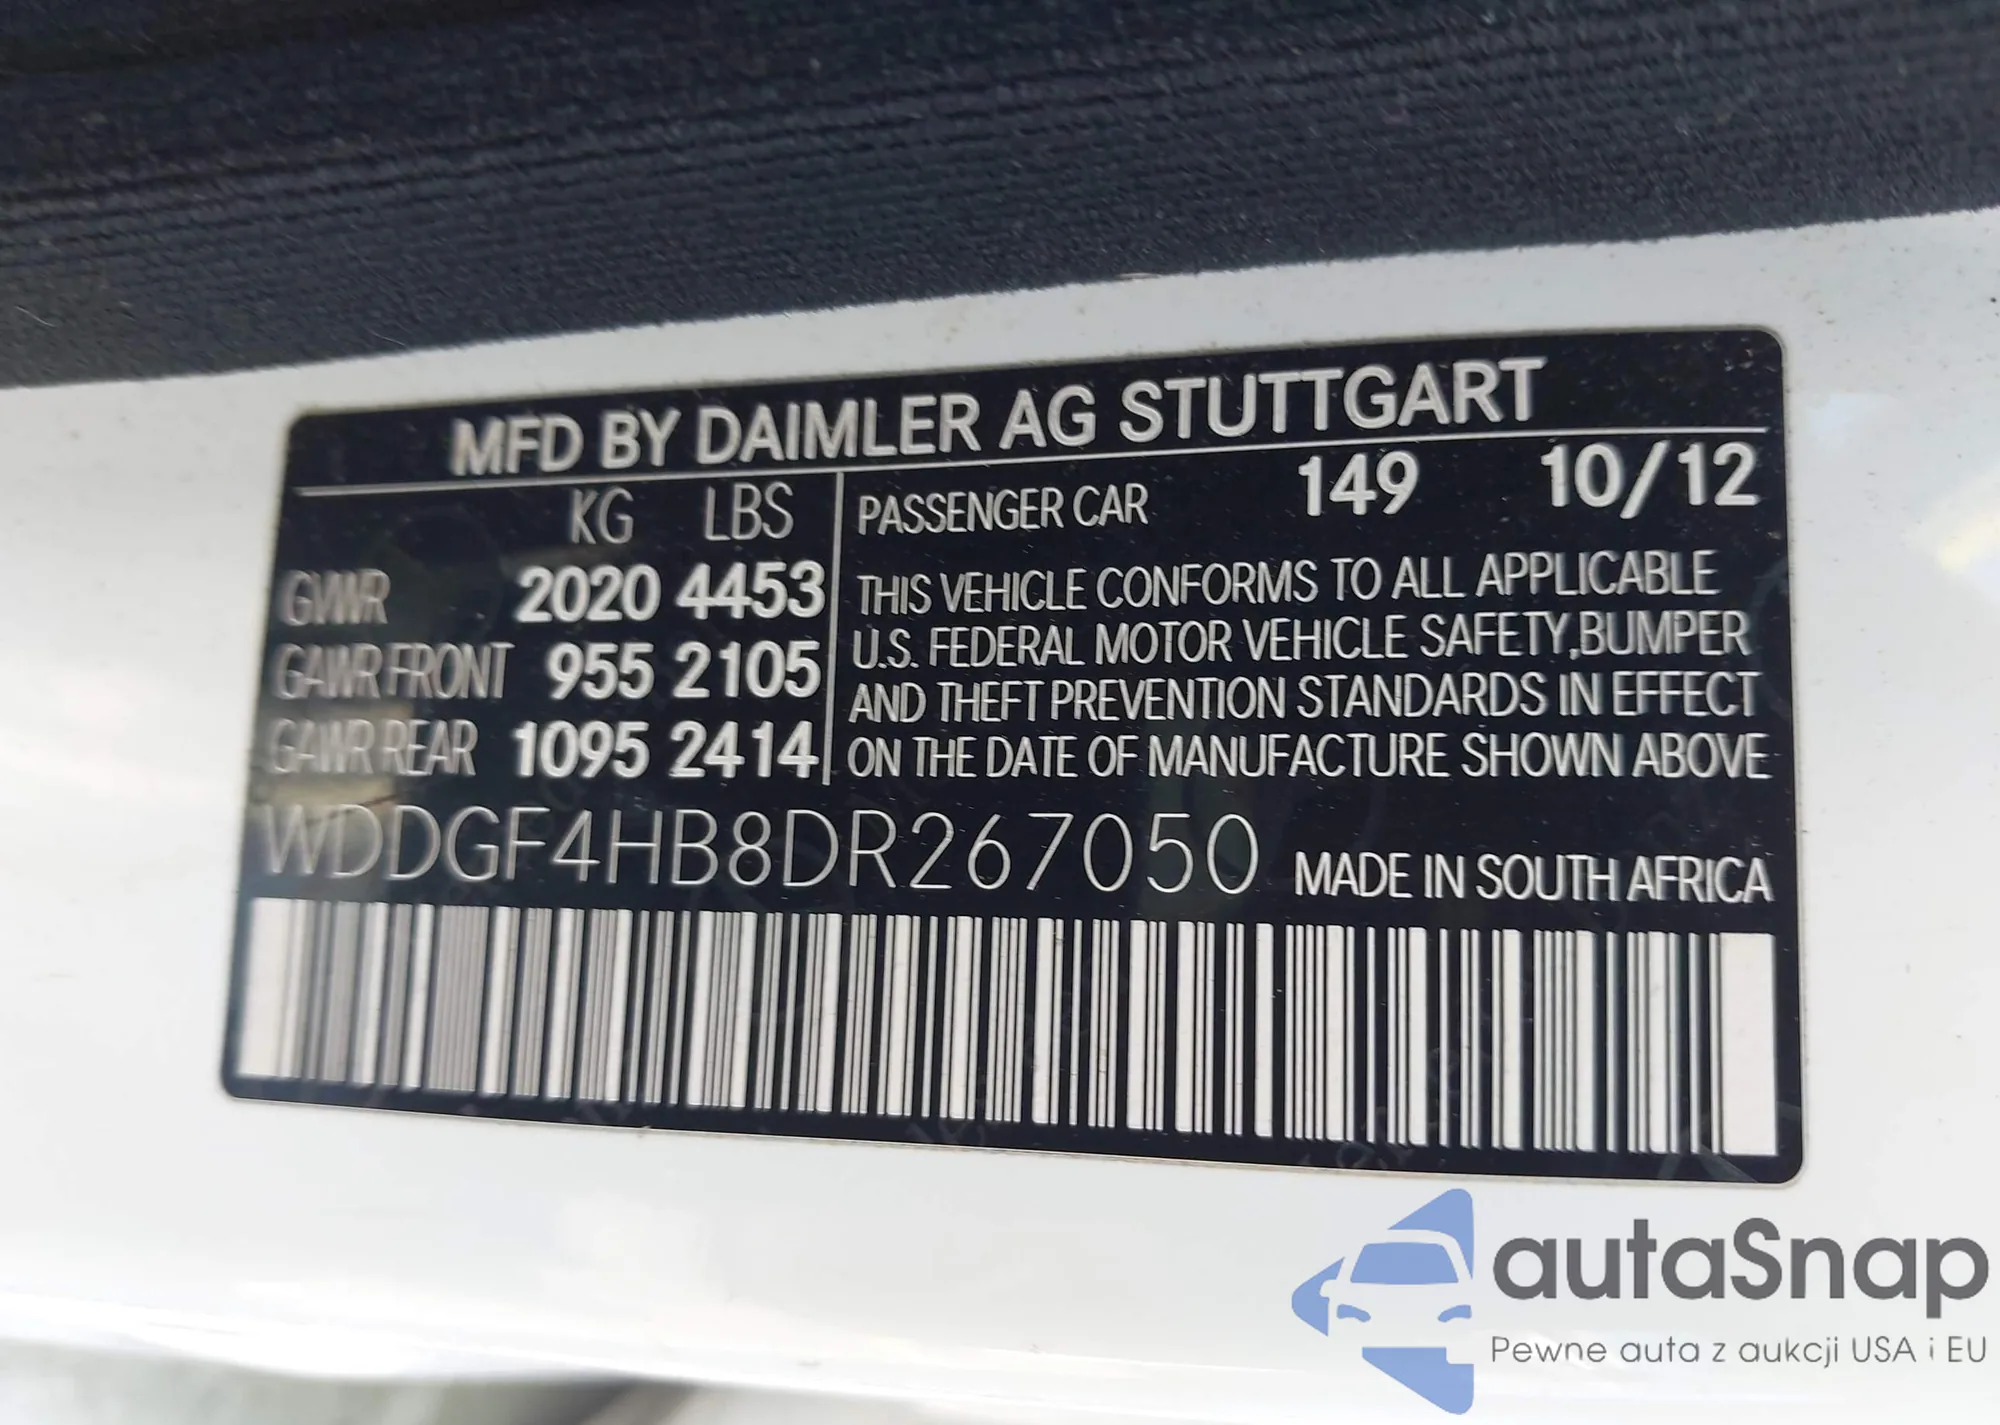 MFD BY DAIMLER AG STUTTGART
KG LBS
GVWR 2020 4453
GAWR FRONT 955 2105
GAWR REAR 1095 2414
PASSENGER CAR 149 10/12
THIS VEHICLE CONFORMS TO ALL APPLICABLE
U.S. FEDERAL MOTOR VEHICLE SAFETY,BUMPER
AND THEFT PREVENTION STANDARDS IN EFFECT
ON THE DATE OF MANUFACTURE SHOWN ABOVE
WDDGF4HB8DR267050 MADE IN SOUTH AFRICA
autaSnap
Pewne auta z aukcji USA i EU